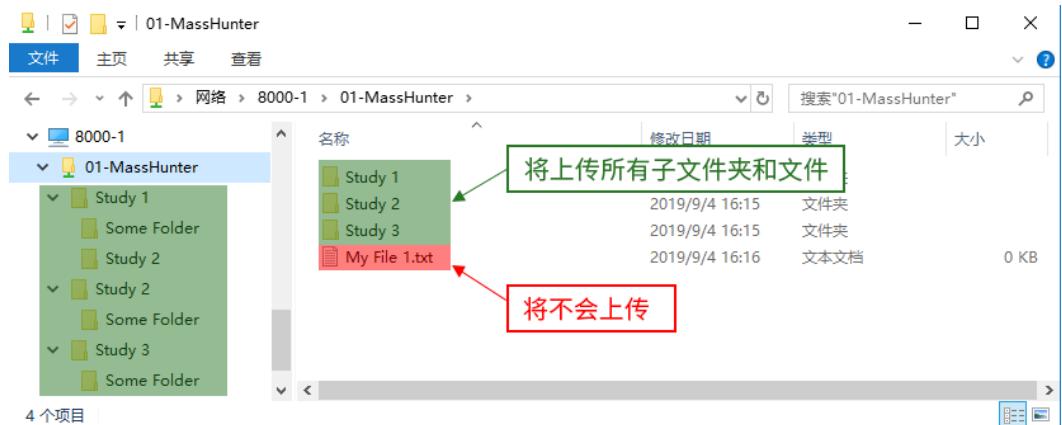 01-MassHunter
文件 主页 共享 查看
网络 › 8000-1 › 01-MassHunter ›
搜索"01-MassHunter"
8000-1
01-MassHunter
Study 1
Some Folder
Study 2
Study 2
Some Folder
Study 3
Some Folder
名称 修改日期 类型 大小
Study 1
Study 2 2019/9/4 16:15 文件夹
Study 3 2019/9/4 16:15 文件夹
My File 1.txt 2019/9/4 16:16 文本文档 0 KB
将上传所有子文件夹和文件
将不会上传
4 个项目